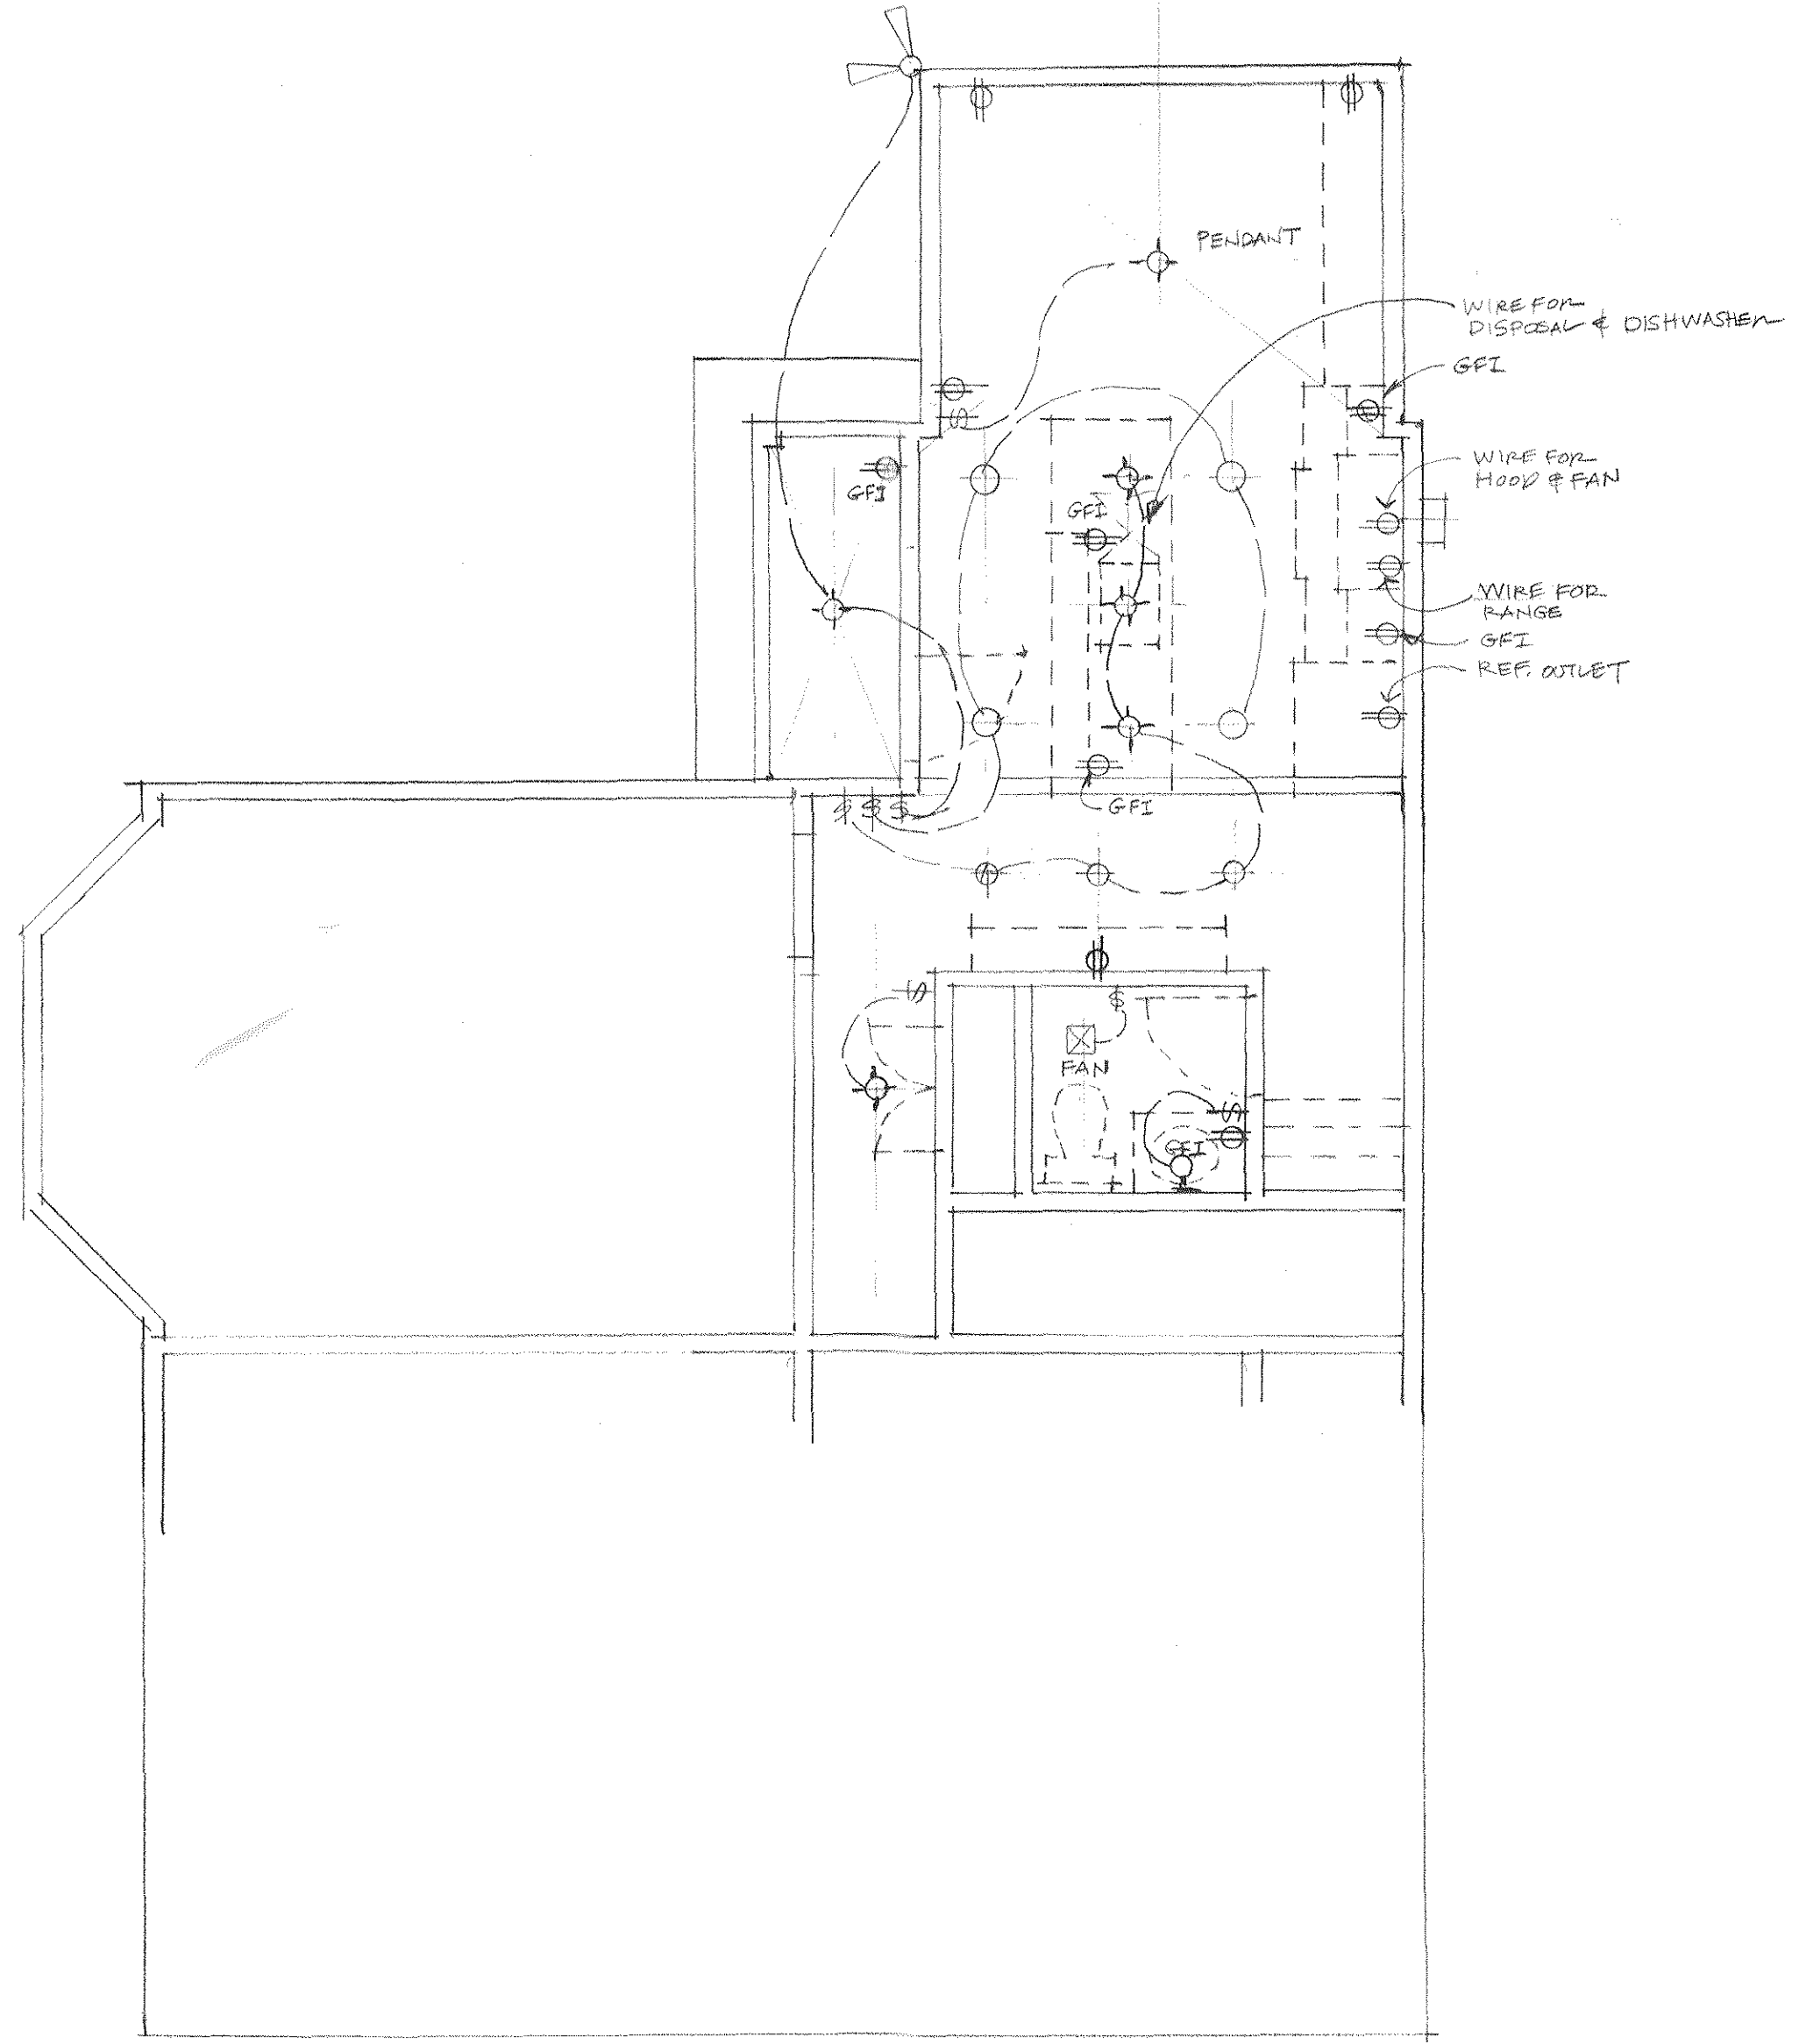 PENDANT
WIRE FOR
DISPOSAL & DISHWASHER
GFI
WIRE FOR
HOOD & FAN
GFI
GFI
WIRE FOR
RANGE
GFI
REF. OUTLET
$ $ $
GFI
$
$
FAN
$
GFI